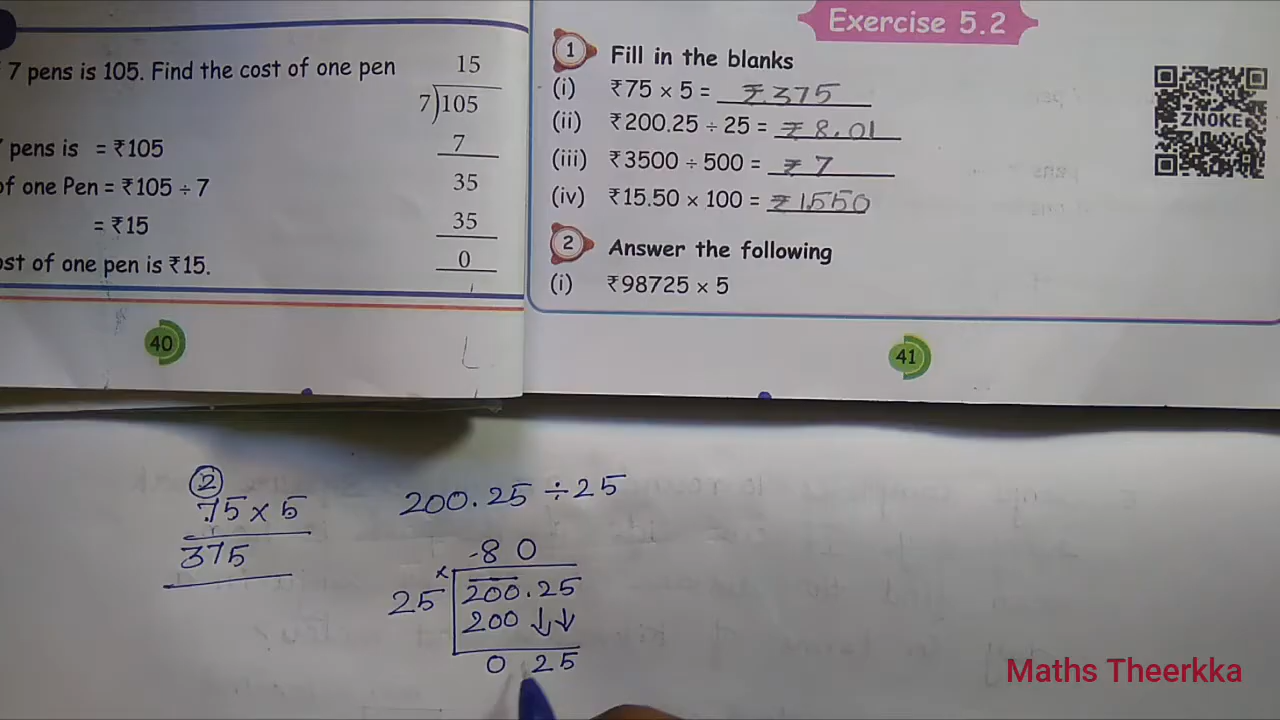 7 pens is 105. Find the cost of one pen
15
7)105
pens is = ₹105
7
of one Pen = ₹105 ÷ 7
35
= ₹15
35
ost of one pen is ₹15.
0
40
Exercise 5.2
1 Fill in the blanks
(i) ₹75 × 5 = ₹.375
(ii) ₹200.25 ÷ 25 = ₹8.01
(iii) ₹3500 ÷ 500 = ₹7
(iv) ₹15.50 × 100 = ₹1550
ZNOKE
2 Answer the following
(i) ₹98725 × 5
41
2
75 × 5
375
200.25 ÷ 25
80
×
25 200.25
200 ↓↓
0 25
Maths Theerkka